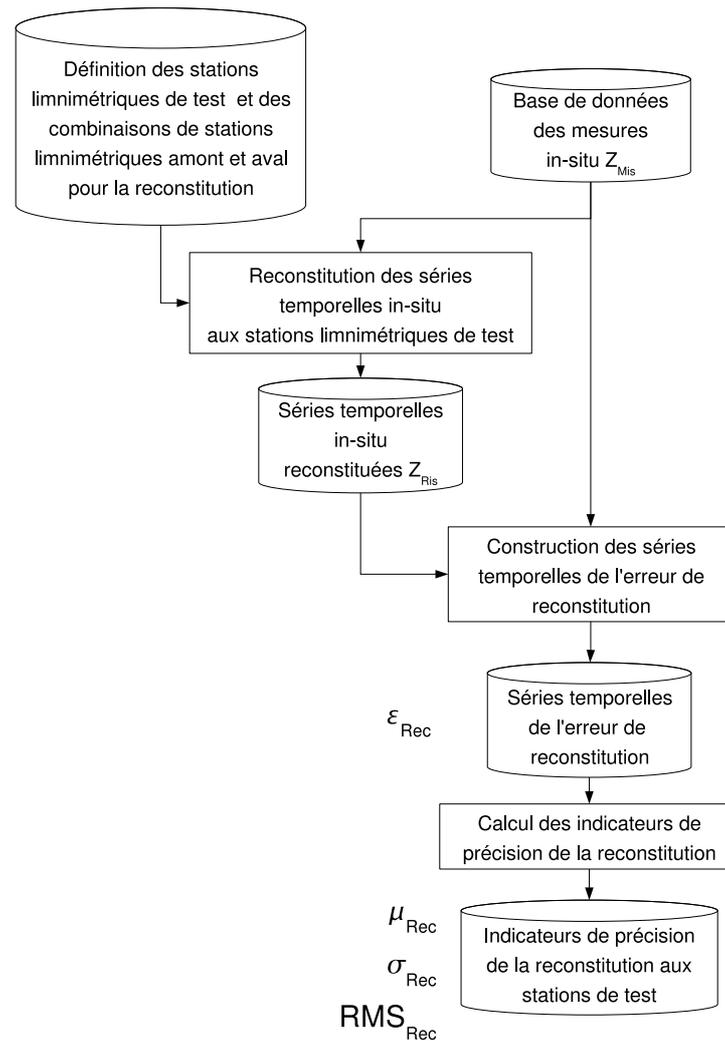 Définition des stations
limnimétriques de test et des
combinaisons de stations
limnimétriques amont et aval
pour la reconstitution
Base de données
des mesures
in-situ Z_Mis
Reconstitution des séries
temporelles in-situ
aux stations limnimétriques de test
Séries temporelles
in-situ
reconstituées Z_Ris
Construction des séries
temporelles de l'erreur de
reconstitution
ε_Rec
Séries temporelles
de l'erreur de
reconstitution
Calcul des indicateurs de
précision de la reconstitution
μ_Rec
σ_Rec
RMS_Rec
Indicateurs de précision
de la reconstitution aux
stations de test